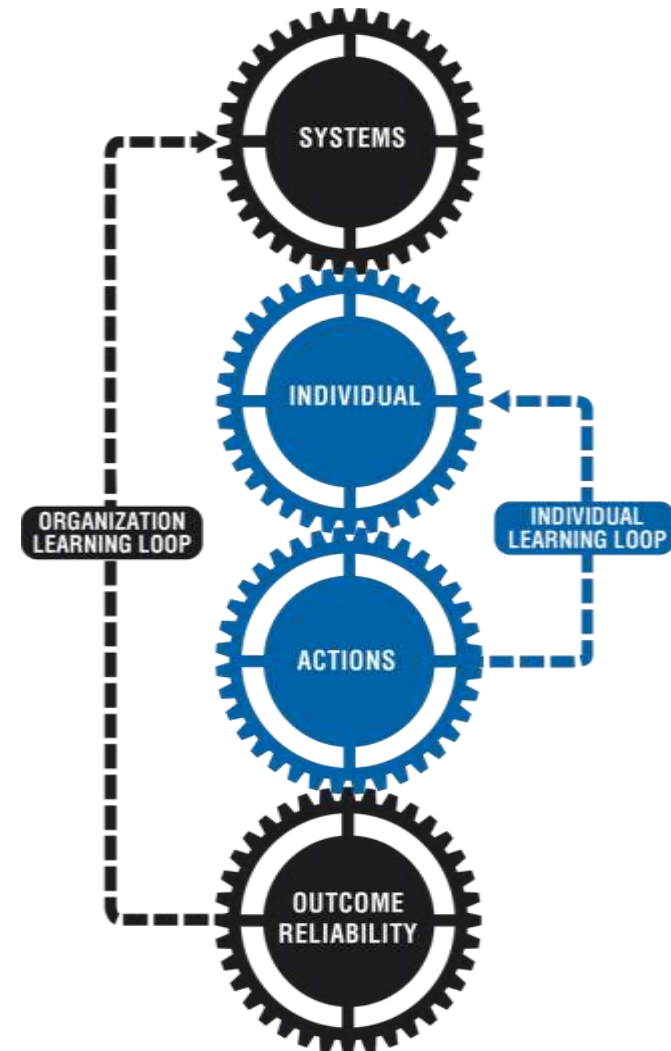 SYSTEMS
INDIVIDUAL
ORGANIZATION
LEARNING LOOP
INDIVIDUAL
LEARNING LOOP
ACTIONS
OUTCOME
RELIABILITY